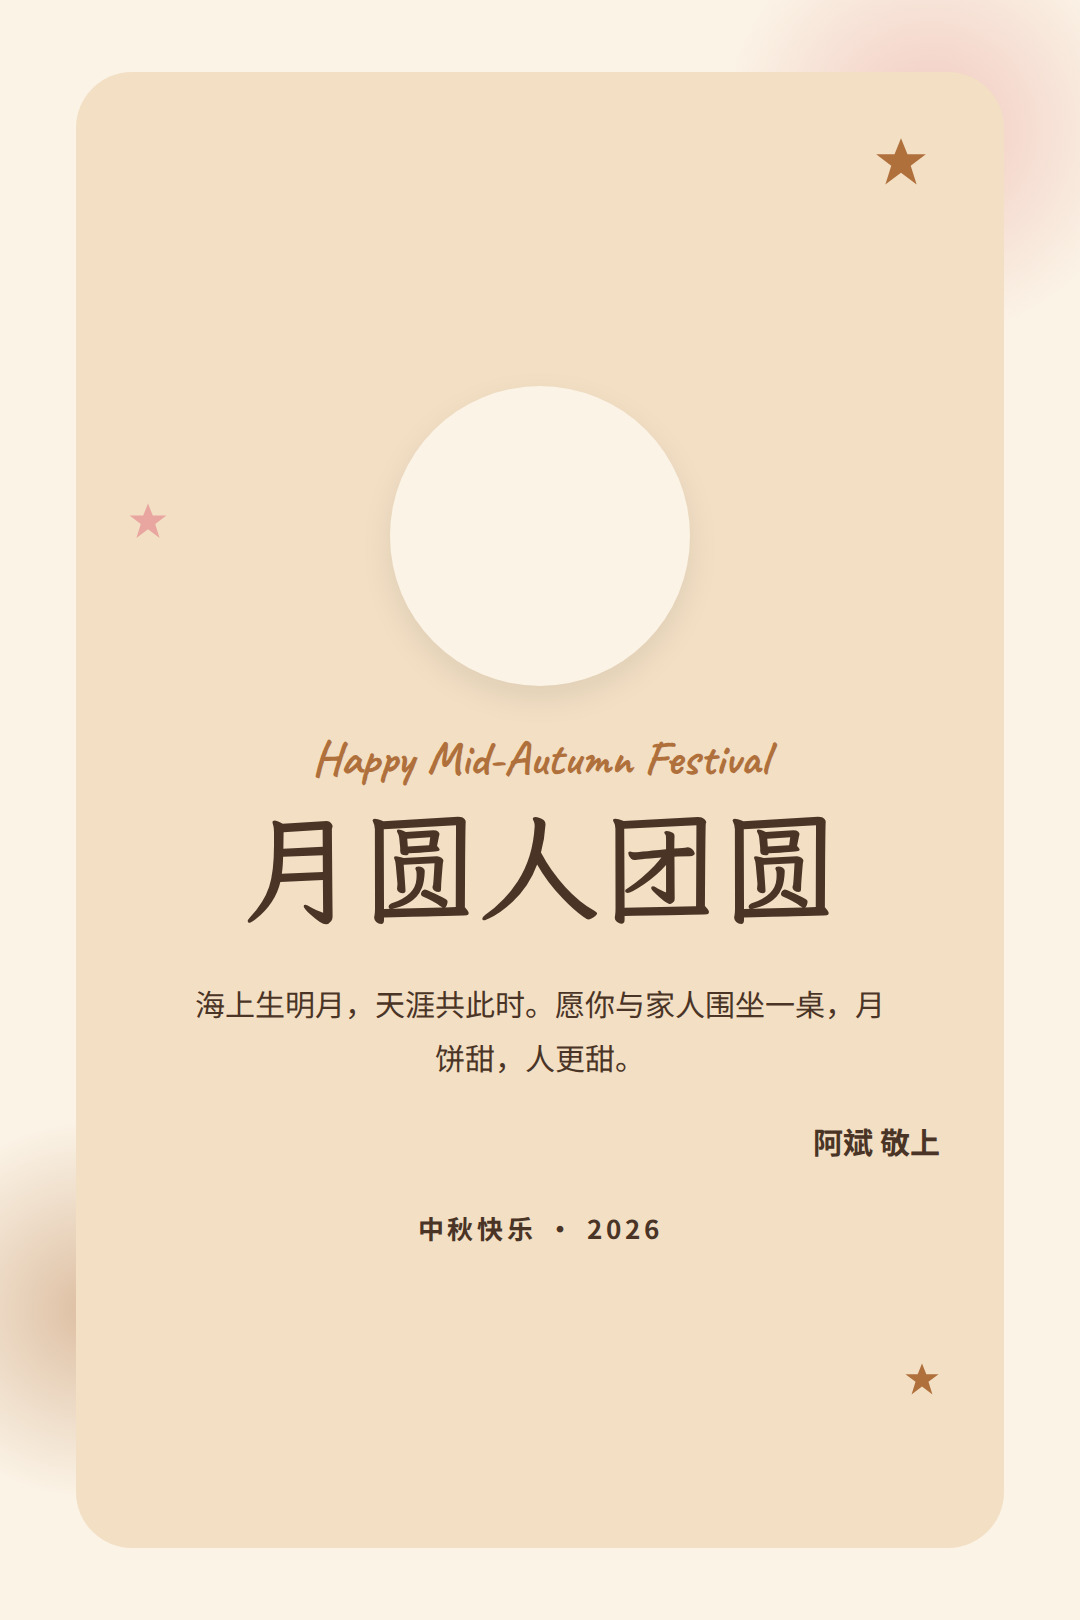 Happy Mid-Autumn Festival
月圆人团圆
海上生明月，天涯共此时。愿你与家人围坐一桌，月
饼甜，人更甜。
阿斌 敬上
中秋快乐 · 2026